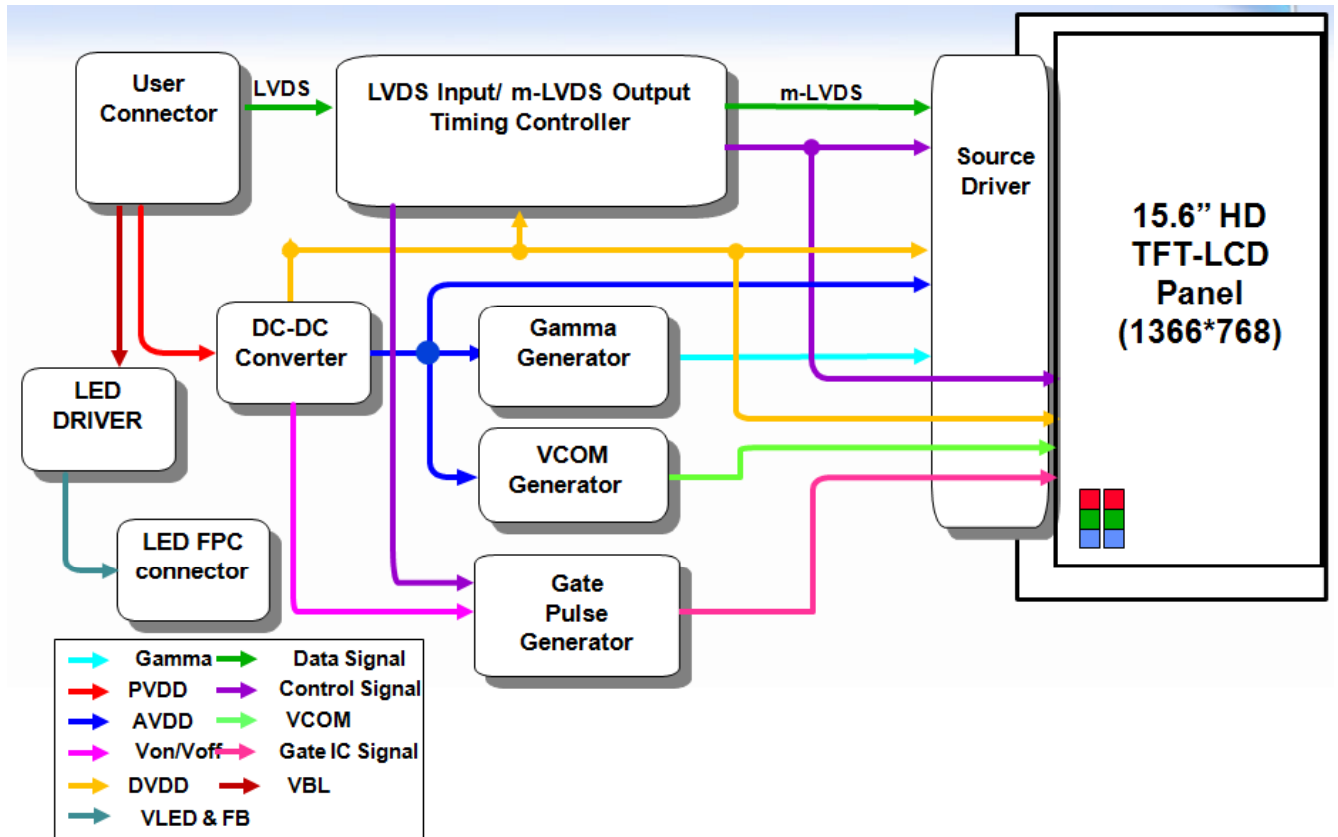 User
Connector
LVDS
LVDS Input/ m-LVDS Output
Timing Controller
m-LVDS
Source
Driver
15.6” HD
TFT-LCD
Panel
(1366*768)
DC-DC
Converter
Gamma
Generator
LED
DRIVER
VCOM
Generator
LED FPC
connector
Gate
Pulse
Generator
Gamma
Data Signal
PVDD
Control Signal
AVDD
VCOM
Von/Voff
Gate IC Signal
DVDD
VBL
VLED & FB